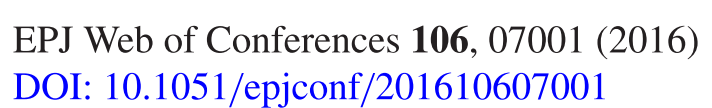 EPJ Web of Conferences 106, 07001 (2016)
DOI: 10.1051/epjconf/201610607001